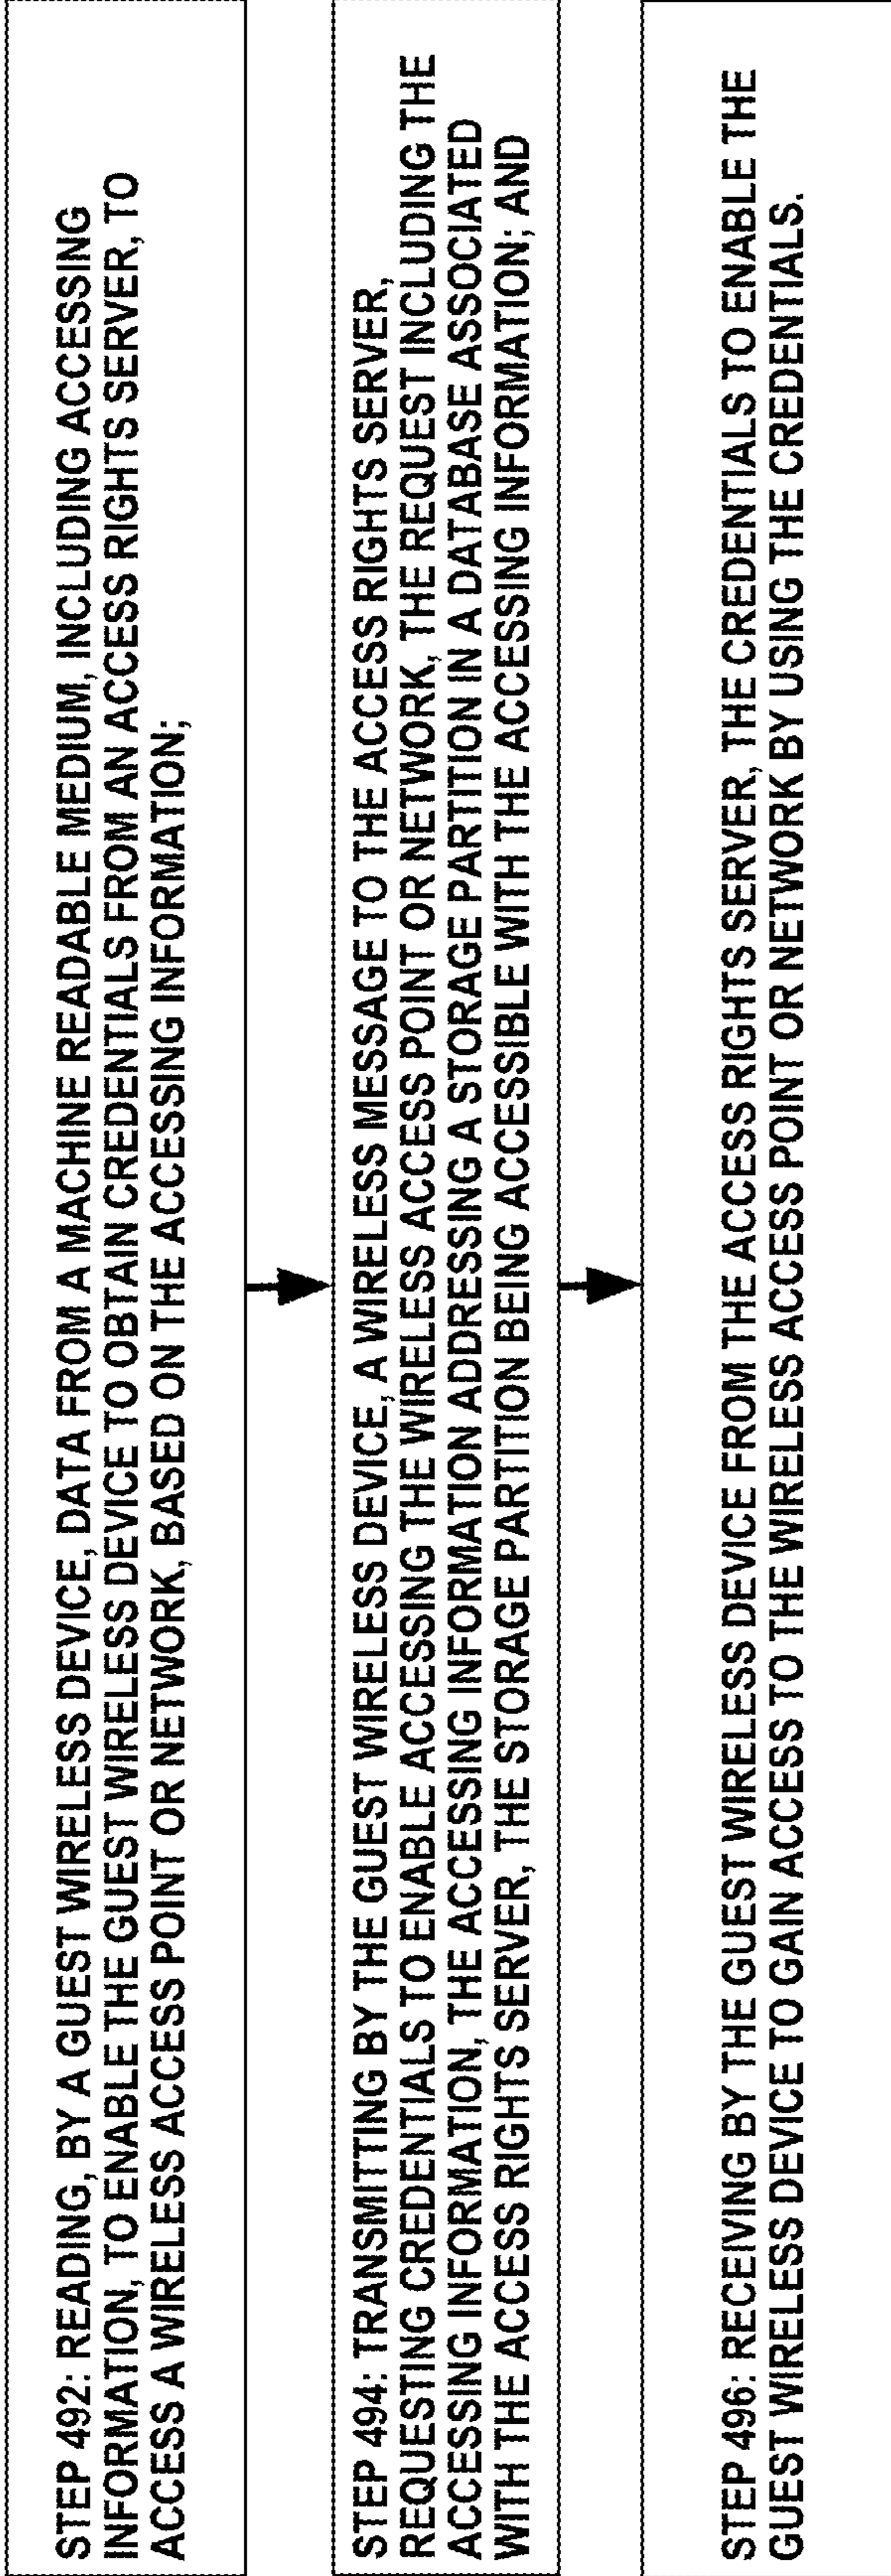 STEP 492: READING, BY A GUEST WIRELESS DEVICE, DATA FROM A MACHINE READABLE MEDIUM, INCLUDING ACCESSING
INFORMATION, TO ENABLE THE GUEST WIRELESS DEVICE TO OBTAIN CREDENTIALS FROM AN ACCESS RIGHTS SERVER, TO
ACCESS A WIRELESS ACCESS POINT OR NETWORK, BASED ON THE ACCESSING INFORMATION;
STEP 494: TRANSMITTING BY THE GUEST WIRELESS DEVICE, A WIRELESS MESSAGE TO THE ACCESS RIGHTS SERVER,
REQUESTING CREDENTIALS TO ENABLE ACCESSING THE WIRELESS ACCESS POINT OR NETWORK, THE REQUEST INCLUDING THE
ACCESSING INFORMATION, THE ACCESSING INFORMATION ADDRESSING A STORAGE PARTITION IN A DATABASE ASSOCIATED
WITH THE ACCESS RIGHTS SERVER, THE STORAGE PARTITION BEING ACCESSIBLE WITH THE ACCESSING INFORMATION; AND
STEP 496: RECEIVING BY THE GUEST WIRELESS DEVICE FROM THE ACCESS RIGHTS SERVER, THE CREDENTIALS TO ENABLE THE
GUEST WIRELESS DEVICE TO GAIN ACCESS TO THE WIRELESS ACCESS POINT OR NETWORK BY USING THE CREDENTIALS.